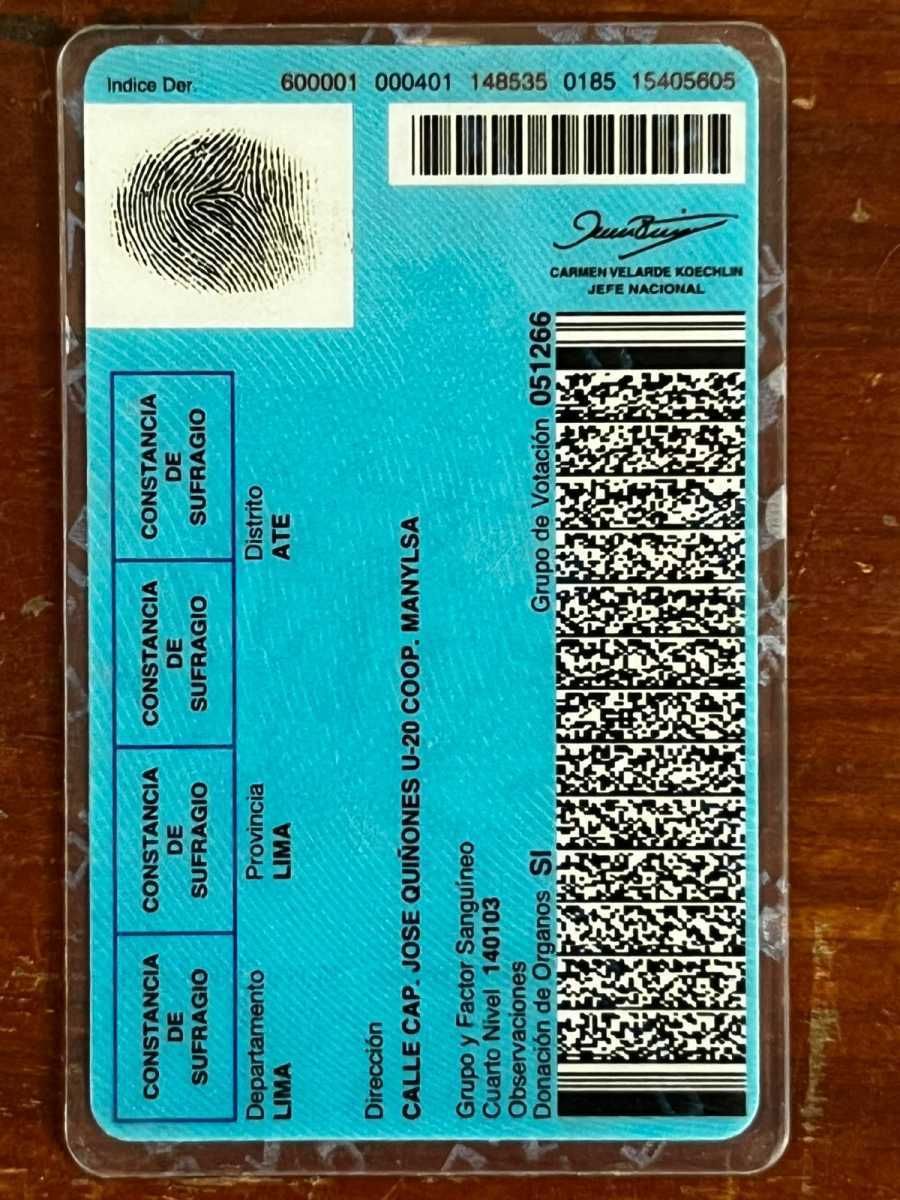 Indice Der. 600001 000401 148535 0185 15405605
CARMEN VELARDE KOECHLIN
JEFE NACIONAL
CONSTANCIA
DE
SUFRAGIO
CONSTANCIA
DE
SUFRAGIO
CONSTANCIA
DE
SUFRAGIO
CONSTANCIA
DE
SUFRAGIO
Departamento Provincia Distrito
LIMA LIMA ATE
Dirección
CALLE CAP. JOSE QUIÑONES U-20 COOP. MANYLSA
Grupo y Factor Sanguíneo
Cuarto Nivel 140103
Observaciones
Donación de Organos SI Grupo de Votación 051266